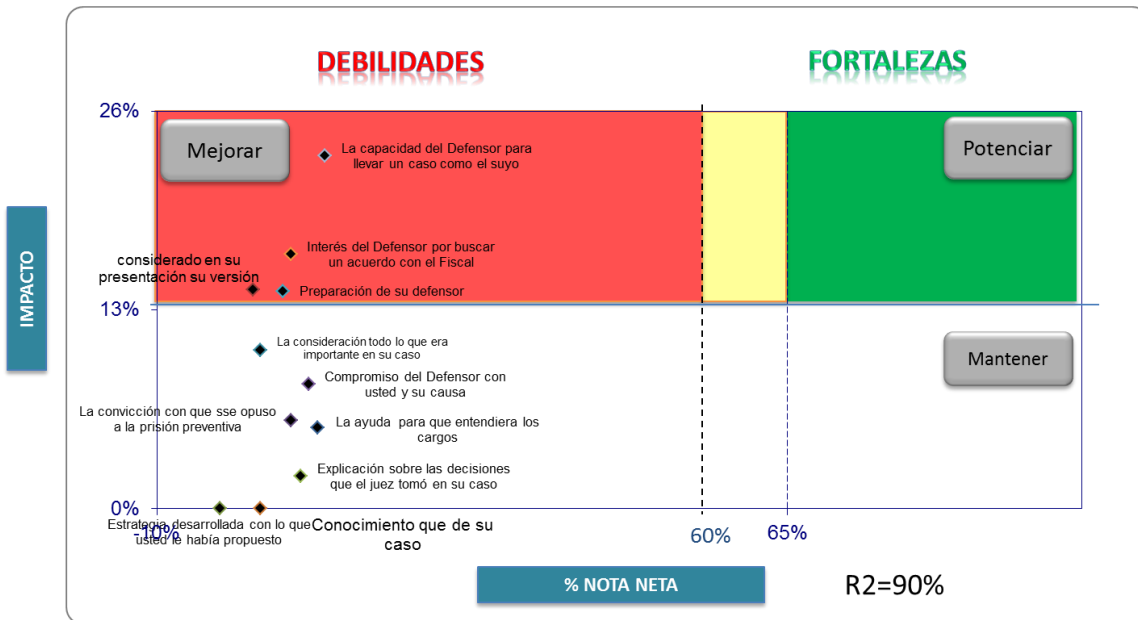 DEBILIDADES
FORTALEZAS
26%
Mejorar
Potenciar
La capacidad del Defensor para
llevar un caso como el suyo
IMPACTO
Interés del Defensor por buscar
un acuerdo con el Fiscal
considerado en su
presentación su versión
Preparación de su defensor
13%
La consideración todo lo que era
importante en su caso
Mantener
Compromiso del Defensor con
usted y su causa
La convicción con que sse opuso
a la prisión preventiva
La ayuda para que entendiera los
cargos
Explicación sobre las decisiones
que el juez tomó en su caso
0%
-10%
Estrategia desarrollada con lo que
usted le había propuesto
Conocimiento que de su
caso
60%
65%
% NOTA NETA
R2=90%